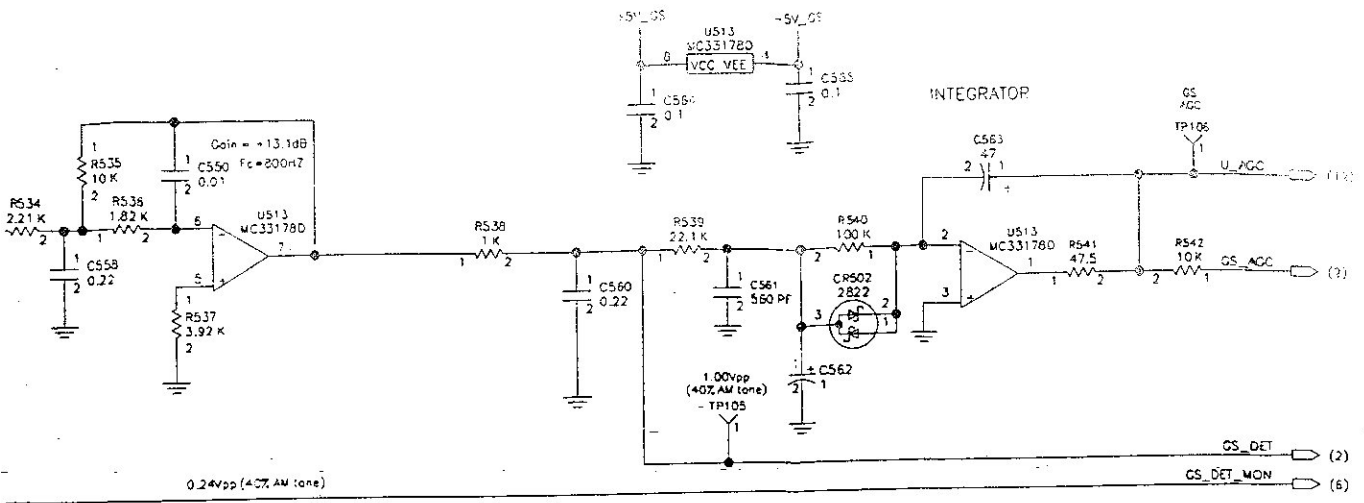 U513
MC33178D
VCC VEE
C565
0.1
C564
0.1
INTEGRATOR
GS
AGC
TP106
1
C563
47
U_AGC
Gain = +13.1dB
Fc=800HZ
R535
10 K
C550
0.01
R534
2.21 K
R536
1.82 K
U513
MC33178D
R538
1 K
R539
22.1 K
R540
100 K
U513
MC33178D
R541
47.5
R542
10 K
GS_AGC
(2)
C558
0.22
R537
3.92 K
C560
0.22
C561
560 PF
CR502
2822
C562
1
1.00Vpp
(40% AM tone)
TP105
1
GS_DET
(2)
0.24Vpp (40% AM tone)
GS_DET_MON
(6)